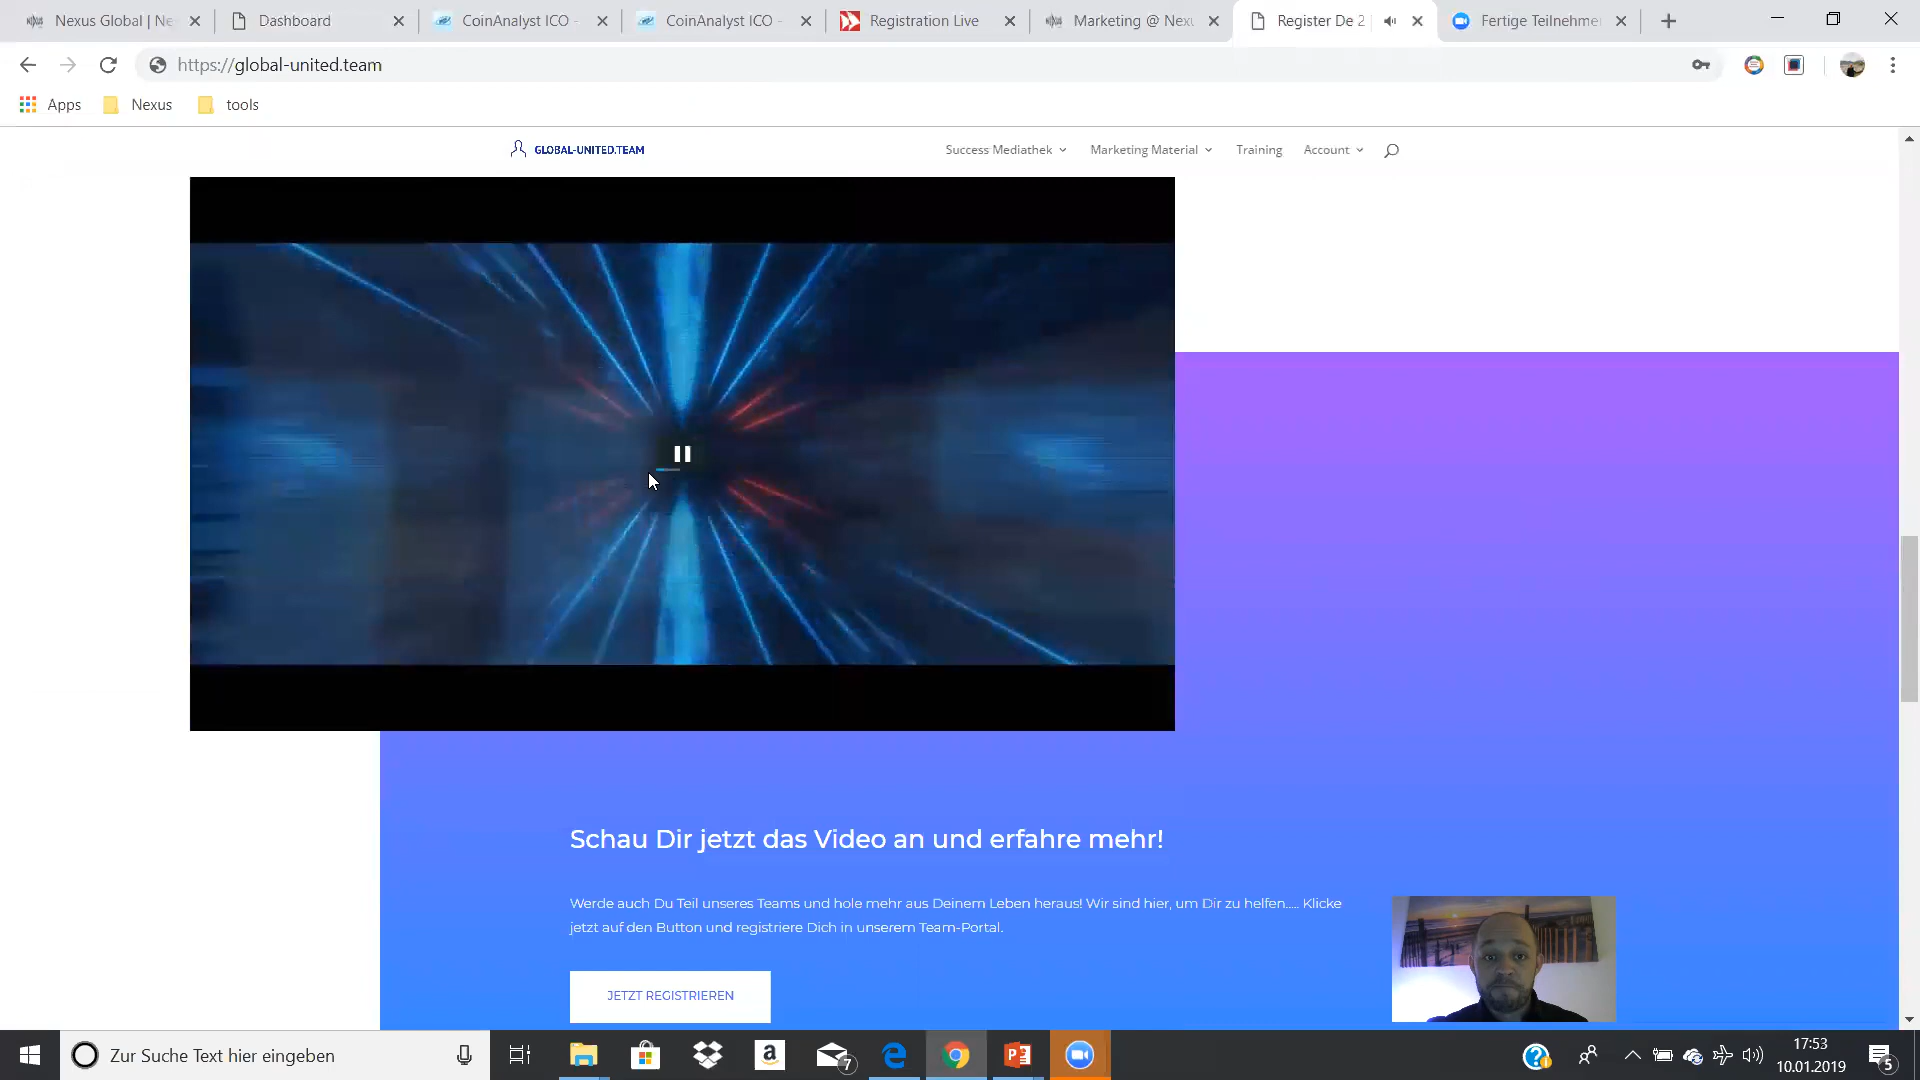 Nexus Global | Ne
Dashboard
CoinAnalyst ICO -
CoinAnalyst ICO -
Registration Live
Marketing @ Nexu
Register De 2
Fertige Teilnehme
https://global-united.team
Apps
Nexus
tools
GLOBAL-UNITED.TEAM
Success Mediathek
Marketing Material
Training
Account
Schau Dir jetzt das Video an und erfahre mehr!
Werde auch Du Teil unseres Teams und hole mehr aus Deinem Leben heraus! Wir sind hier, um Dir zu helfen..... Klicke
jetzt auf den Button und registriere Dich in unserem Team-Portal.
JETZT REGISTRIEREN
Zur Suche Text hier eingeben
7
17:53
10.01.2019
5